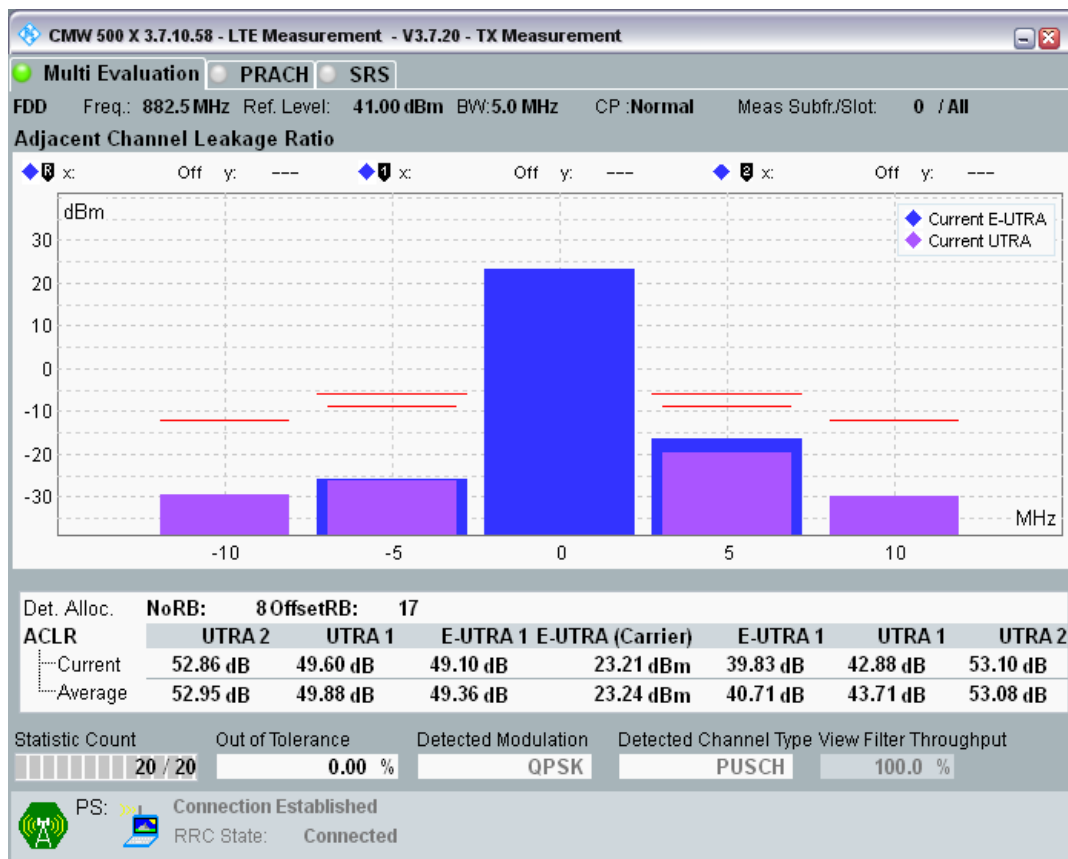 CMW 500 X 3.7.10.58 - LTE Measurement - V3.7.20 - TX Measurement
Multi Evaluation PRACH SRS
FDD Freq.: 882.5 MHz Ref. Level: 41.00 dBm BW:5.0 MHz CP :Normal Meas Subfr./Slot: 0 / All
Adjacent Channel Leakage Ratio
R x: Off y: --- 1 x: Off y: --- 2 x: Off y: ---
dBm
Current E-UTRA
Current UTRA
30
20
10
0
-10
-20
-30
MHz
-10 -5 0 5 10
Det. Alloc. NoRB: 8 OffsetRB: 17
ACLR UTRA 2 UTRA 1 E-UTRA 1 E-UTRA (Carrier) E-UTRA 1 UTRA 1 UTRA 2
Current 52.86 dB 49.60 dB 49.10 dB 23.21 dBm 39.83 dB 42.88 dB 53.10 dB
Average 52.95 dB 49.88 dB 49.36 dB 23.24 dBm 40.71 dB 43.71 dB 53.08 dB
Statistic Count Out of Tolerance Detected Modulation Detected Channel Type View Filter Throughput
20 / 20 0.00 % QPSK PUSCH 100.0 %
PS: Connection Established
RRC State: Connected